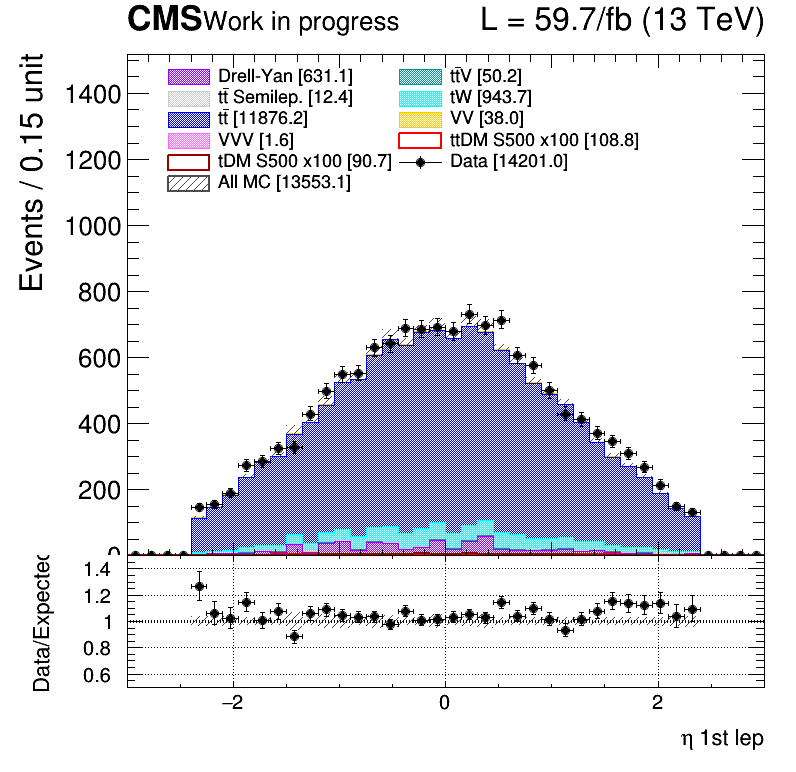 CMS Work in progress L = 59.7/fb (13 TeV)
Events / 0.15 unit
1400
1200
1000
800
600
400
200
0
Drell-Yan [631.1]
tt̄ Semilep. [12.4]
tt̄ [11876.2]
VVV [1.6]
tDM S500 x100 [90.7]
All MC [13553.1]
tt̄V [50.2]
tW [943.7]
VV [38.0]
ttDM S500 x100 [108.8]
Data [14201.0]
Data/Expected
1.4
1.2
1
0.8
0.6
−2 0 2
η 1st lep